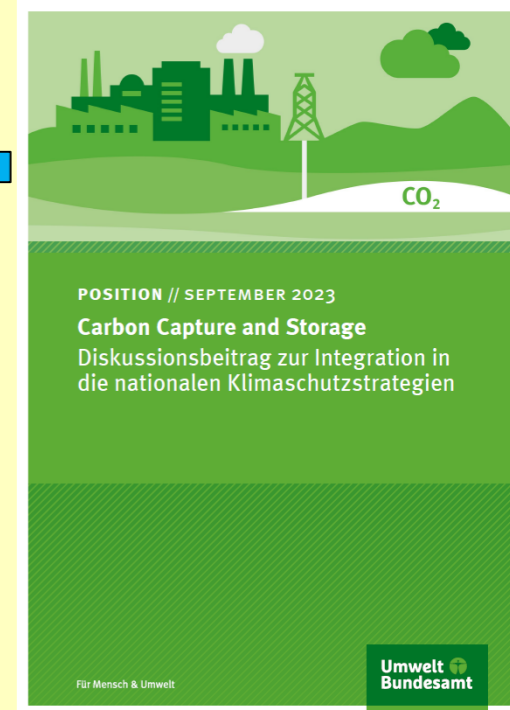 CO₂
POSITION // SEPTEMBER 2023
Carbon Capture and Storage
Diskussionsbeitrag zur Integration in
die nationalen Klimaschutzstrategien
Für Mensch & Umwelt
Umwelt
Bundesamt